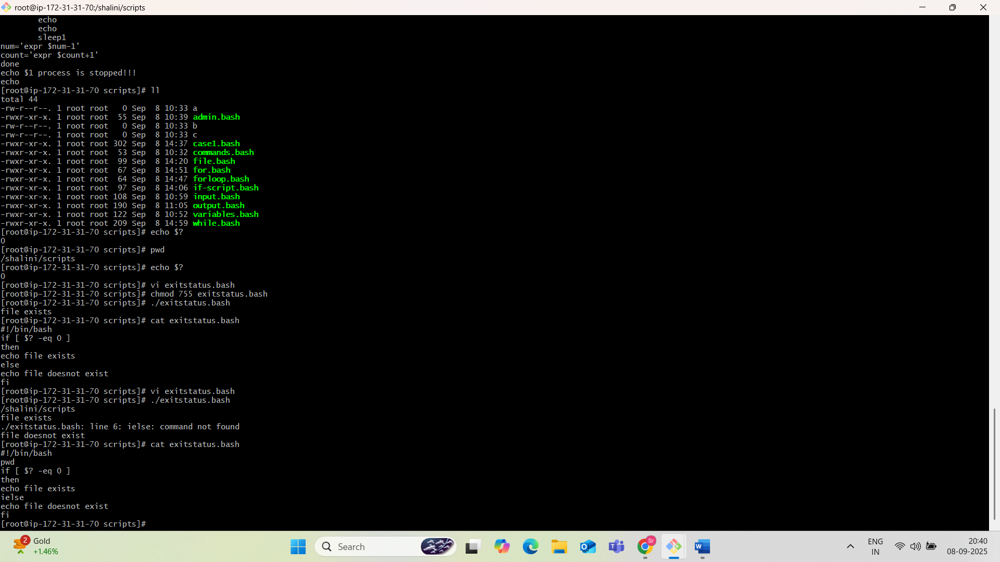 root@ip-172-31-31-70:/shalini/scripts
        echo
        echo
        sleep1
num='expr $num-1'
count='expr $count+1'
done
echo $1 process is stopped!!!
echo
[root@ip-172-31-31-70 scripts]# ll
total 44
-rw-r--r--. 1 root root   0 Sep  8 10:33 a
-rwxr-xr-x. 1 root root  55 Sep  8 10:39 admin.bash
-rw-r--r--. 1 root root   0 Sep  8 10:33 b
-rw-r--r--. 1 root root   0 Sep  8 10:33 c
-rwxr-xr-x. 1 root root 302 Sep  8 14:37 case1.bash
-rwxr-xr-x. 1 root root  53 Sep  8 10:32 commands.bash
-rwxr-xr-x. 1 root root  99 Sep  8 14:20 file.bash
-rwxr-xr-x. 1 root root  67 Sep  8 14:51 for.bash
-rwxr-xr-x. 1 root root  64 Sep  8 14:47 forloop.bash
-rwxr-xr-x. 1 root root  97 Sep  8 14:06 if-script.bash
-rwxr-xr-x. 1 root root 108 Sep  8 10:59 input.bash
-rwxr-xr-x. 1 root root 190 Sep  8 11:05 output.bash
-rwxr-xr-x. 1 root root 122 Sep  8 10:52 variables.bash
-rwxr-xr-x. 1 root root 209 Sep  8 14:59 while.bash
[root@ip-172-31-31-70 scripts]# echo $?
0
[root@ip-172-31-31-70 scripts]# pwd
/shalini/scripts
[root@ip-172-31-31-70 scripts]# echo $?
0
[root@ip-172-31-31-70 scripts]# vi exitstatus.bash
[root@ip-172-31-31-70 scripts]# chmod 755 exitstatus.bash
[root@ip-172-31-31-70 scripts]# ./exitstatus.bash
file exists
[root@ip-172-31-31-70 scripts]# cat exitstatus.bash
#!/bin/bash
if [ $? -eq 0 ]
then
echo file exists
else
echo file doesnot exist
fi
[root@ip-172-31-31-70 scripts]# vi exitstatus.bash
[root@ip-172-31-31-70 scripts]# ./exitstatus.bash
/shalini/scripts
file exists
./exitstatus.bash: line 6: ielse: command not found
file doesnot exist
[root@ip-172-31-31-70 scripts]# cat exitstatus.bash
#!/bin/bash
pwd
if [ $? -eq 0 ]
then
echo file exists
ielse
echo file doesnot exist
fi
[root@ip-172-31-31-70 scripts]#
2
Gold
+1.46%
Search
Sr
ENG
IN
20:40
08-09-2025